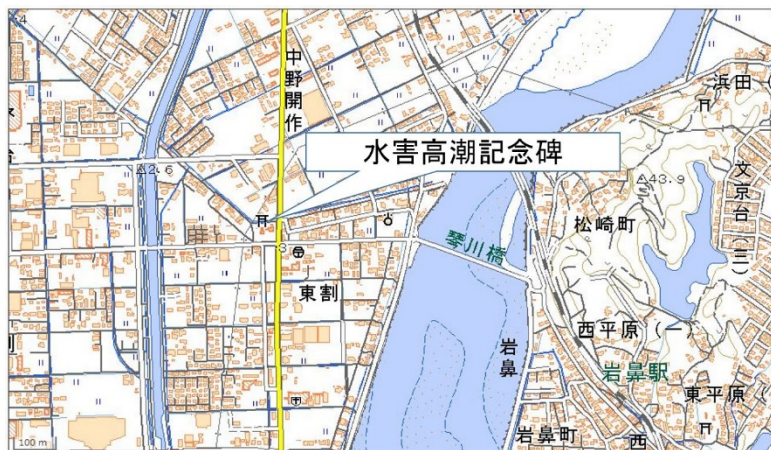 中野開作
浜田
水害高潮記念碑
文京台(三)
2.6
43.9
松崎町
琴川橋
3
東割
西平原(一)
岩鼻
岩鼻駅
東平原(
岩鼻町
西
100 m